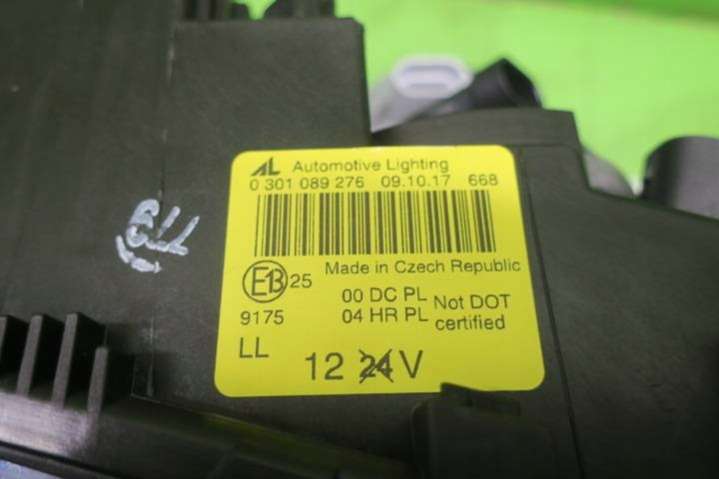 AL Automotive Lighting
0 301 089 276 09.10.17 668
Made in Czech Republic
E13 25
00 DC PL Not DOT
9175 04 HR PL certified
LL
12 24 V